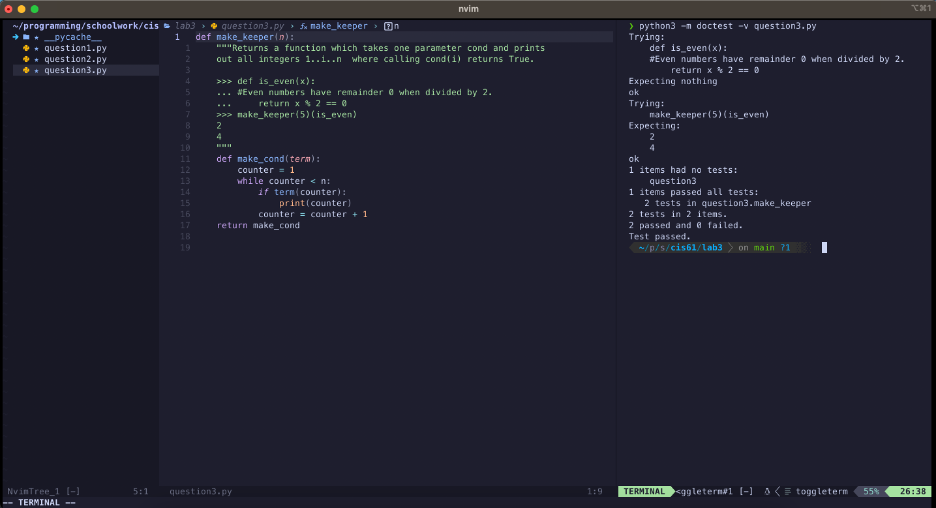 nvim
⌥⌘1
~/programming/schoolwork/cis
__pycache__
question1.py
question2.py
question3.py
lab3 › question3.py › make_keeper › n
1 def make_keeper(n):
1 """Returns a function which takes one parameter cond and prints
2 out all integers 1..i..n  where calling cond(i) returns True.
3
4 >>> def is_even(x):
5 ... #Even numbers have remainder 0 when divided by 2.
6 ...     return x % 2 == 0
7 >>> make_keeper(5)(is_even)
8 2
9 4
10 """
11 def make_cond(term):
12 counter = 1
13 while counter < n:
14 if term(counter):
15 print(counter)
16 counter = counter + 1
17 return make_cond
18
19
❯ python3 -m doctest -v question3.py
Trying:
def is_even(x):
#Even numbers have remainder 0 when divided by 2.
return x % 2 == 0
Expecting nothing
ok
Trying:
make_keeper(5)(is_even)
Expecting:
2
4
ok
1 items had no tests:
question3
1 items passed all tests:
2 tests in question3.make_keeper
2 tests in 2 items.
2 passed and 0 failed.
Test passed.
~/p/s/cis61/lab3 on main ?1
NvimTree_1 [-] 5:1 question3.py 1:9 TERMINAL <ggleterm#1 [-] toggleterm 55% 26:38
-- TERMINAL --